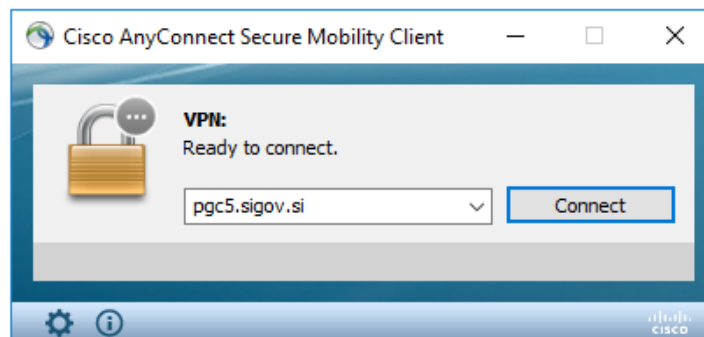 Cisco AnyConnect Secure Mobility Client
VPN:
Ready to connect.
pgc5.sigov.si
Connect
CISCO